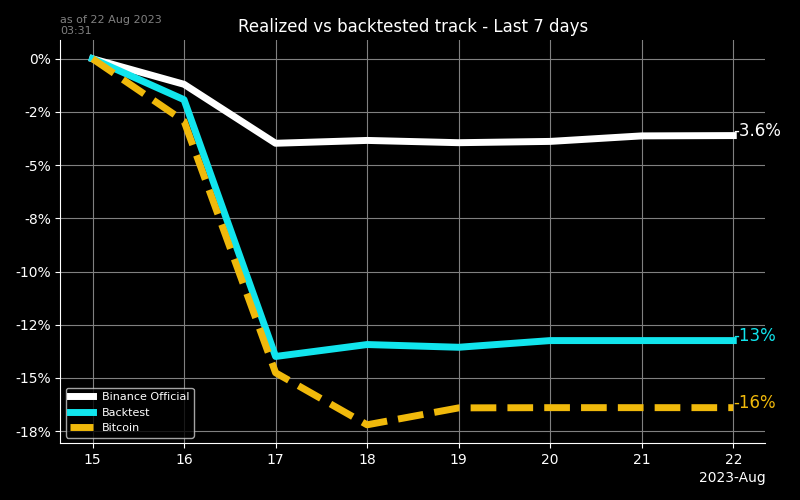 as of 22 Aug 2023
03:31
Realized vs backtested track - Last 7 days
0%
-2%
-5%
-8%
-10%
-12%
-15%
-18%
-3.6%
-13%
-16%
Binance Official
Backtest
Bitcoin
15 16 17 18 19 20 21 22
2023-Aug